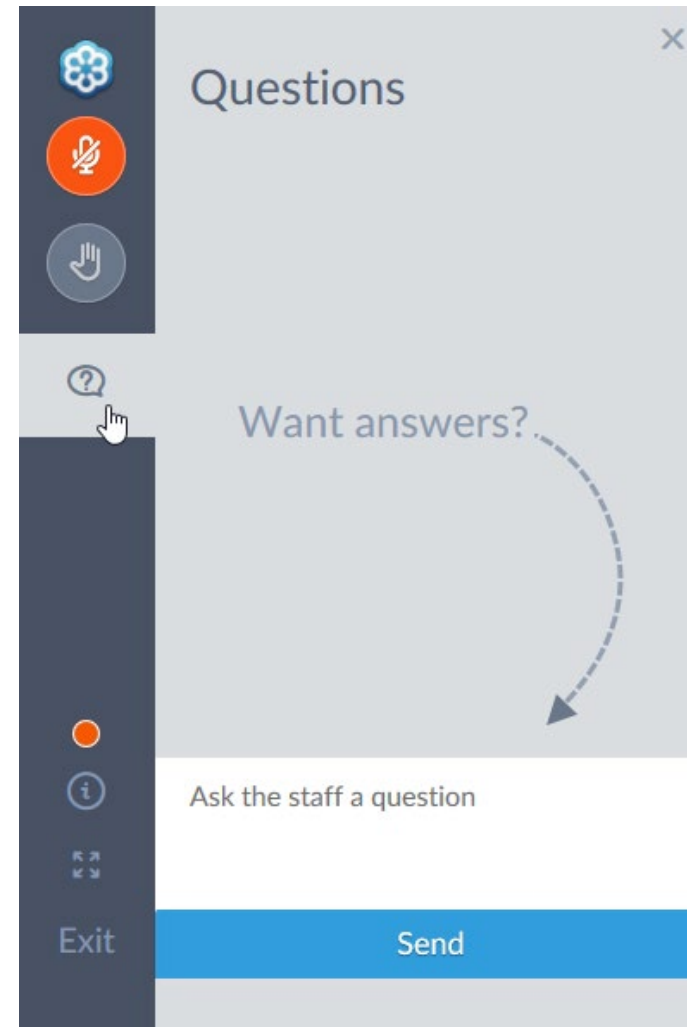 Questions
Want answers?
Ask the staff a question
Exit
Send